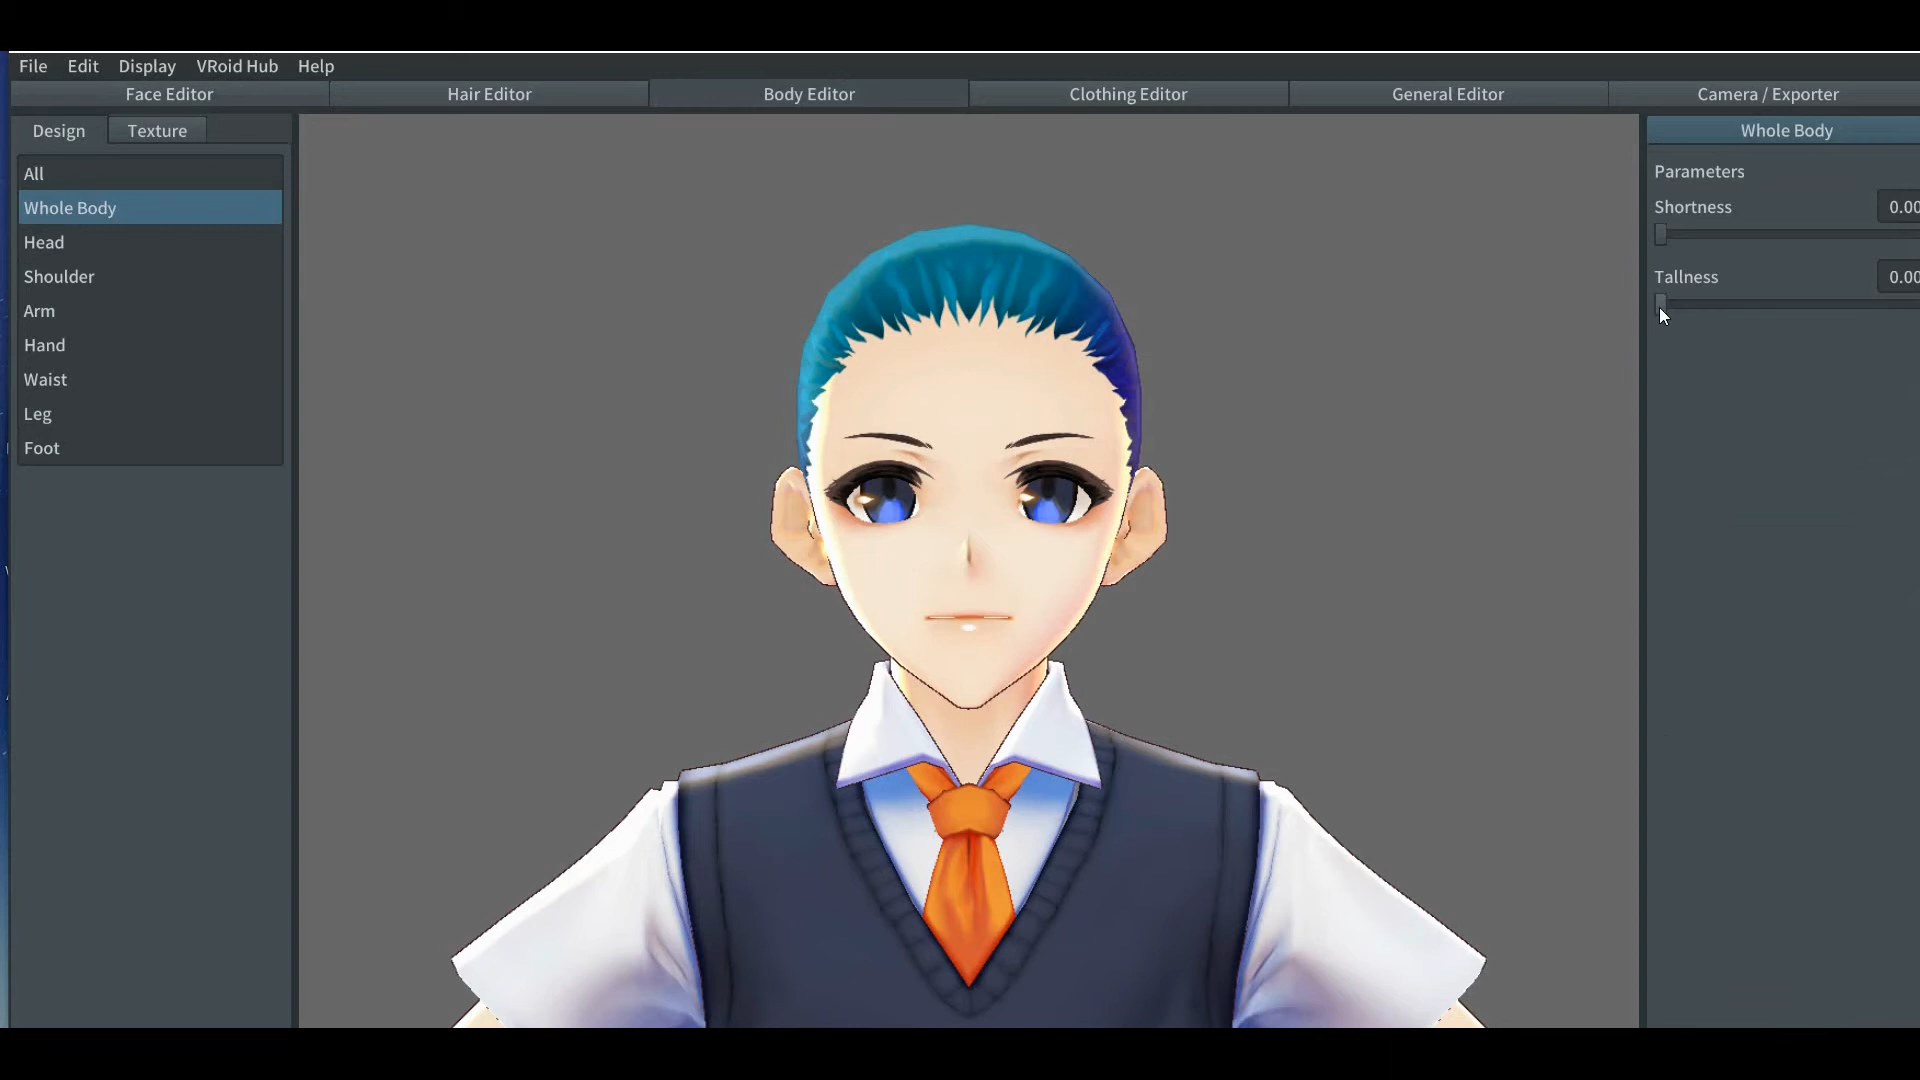 File Edit Display VRoid Hub Help
Face Editor Hair Editor Body Editor Clothing Editor General Editor Camera / Exporter
Design Texture
Whole Body
All
Whole Body
Head
Shoulder
Arm
Hand
Waist
Leg
Foot
Parameters
Shortness 0.00
Tallness 0.00